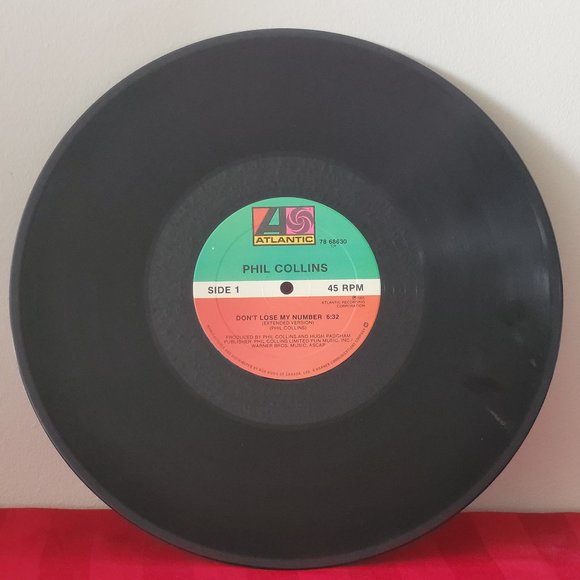 ATLANTIC
78 68630
PHIL COLLINS
SIDE 1
45 RPM
ATLANTIC RECORDING
CORPORATION
DON'T LOSE MY NUMBER 6:32
(EXTENDED VERSION)
(PHIL COLLINS)
PRODUCED BY PHIL COLLINS AND HUGH PADGHAM
PUBLISHER, PHIL COLLINS LIMITED/PUN MUSIC, INC.-
WARNER BROS. MUSIC, ASCAP